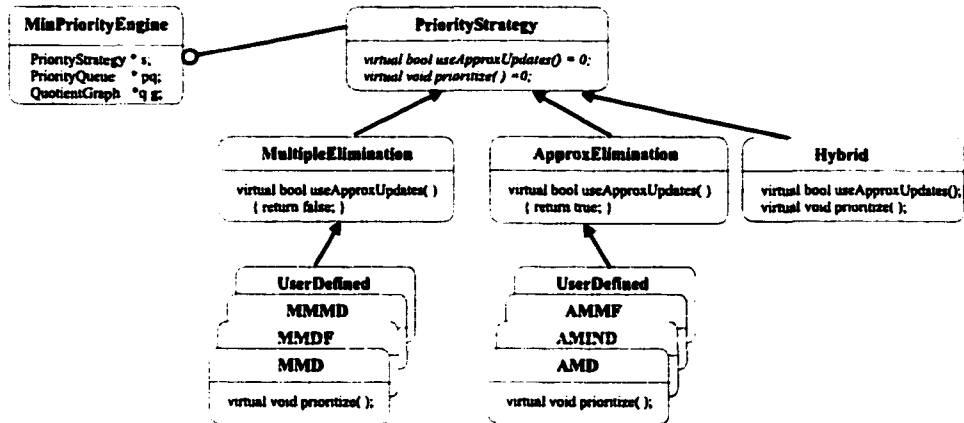 MinPriorityEngine
PriorityStrategy * s;
PriorityQueue * pq;
QuotientGraph *q g;
PriorityStrategy
virtual bool useApproxUpdates() = 0;
virtual void prioritize( ) =0;
MultipleElimination
virtual bool useApproxUpdates( )
{ return false; }
ApproxElimination
virtual bool useApproxUpdates( )
{ return true; }
Hybrid
virtual bool useApproxUpdates();
virtual void prioritize( );
UserDefined
MMMD
MMDF
MMD
virtual void prioritize( );
UserDefined
AMMF
AMIND
AMD
virtual void prioritize( );